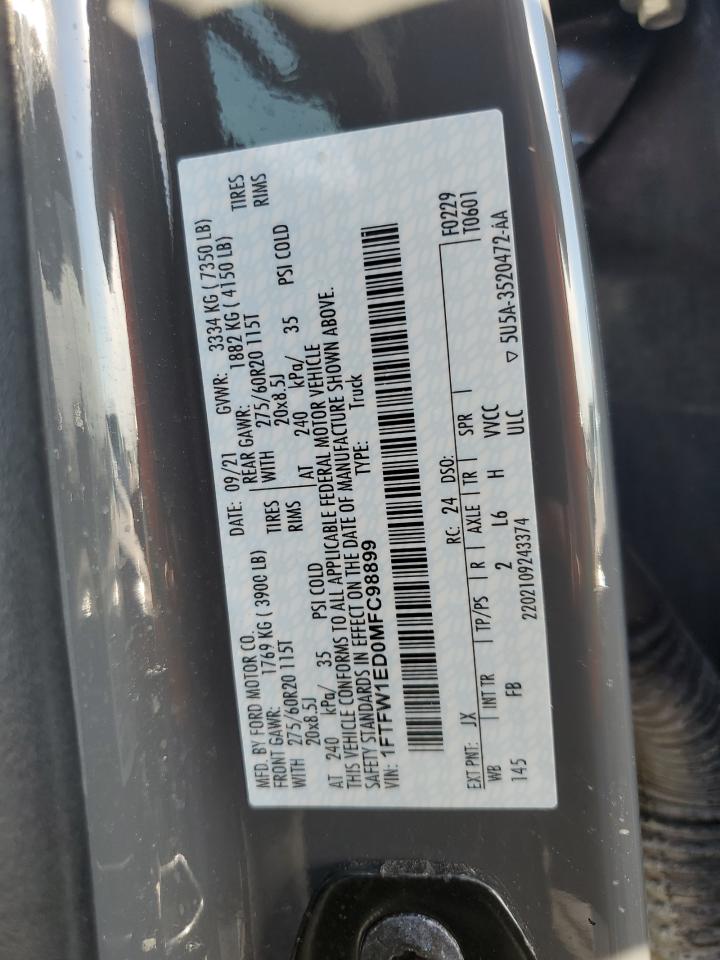 MFD. BY FORD MOTOR CO.
DATE: 09/21 GVWR: 3334 KG ( 7350 LB)
FRONT GAWR: 1769 KG ( 3900 LB)
REAR GAWR: 1882 KG ( 4150 LB)
WITH 275/60R20 115T TIRES
WITH 275/60R20 115T TIRES
20x8.5J RIMS
20x8.5J RIMS
AT 240 kPa/ 35 PSI COLD
AT 240 kPa/ 35 PSI COLD
THIS VEHICLE CONFORMS TO ALL APPLICABLE FEDERAL MOTOR VEHICLE
SAFETY STANDARDS IN EFFECT ON THE DATE OF MANUFACTURE SHOWN ABOVE.
VIN: 1FTFW1ED0MFC98899 TYPE: Truck
F0229
EXT PNT: JX RC: 24 DSO: T0601
WB INT TR TP/PS R AXLE TR SPR
145 FB 2 L6 H VVCC
2202109243374 ULC
▽ 5U5A-3520472-AA